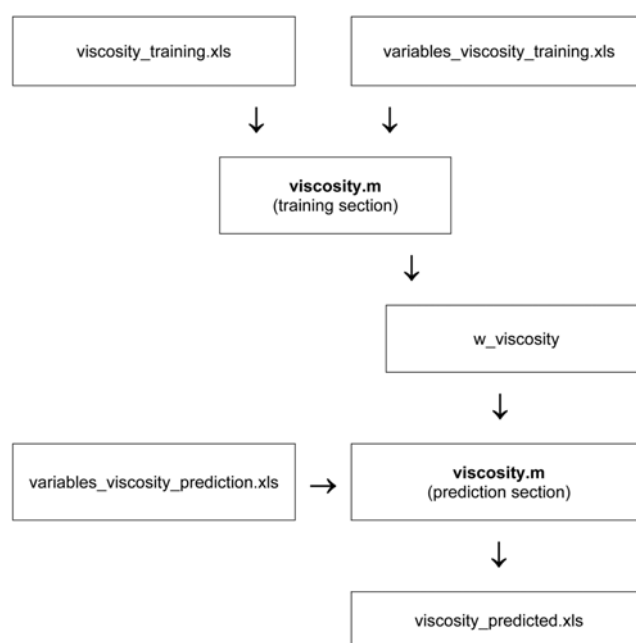 viscosity_training.xls
variables_viscosity_training.xls
viscosity.m
(training section)
w_viscosity
variables_viscosity_prediction.xls
viscosity.m
(prediction section)
viscosity_predicted.xls